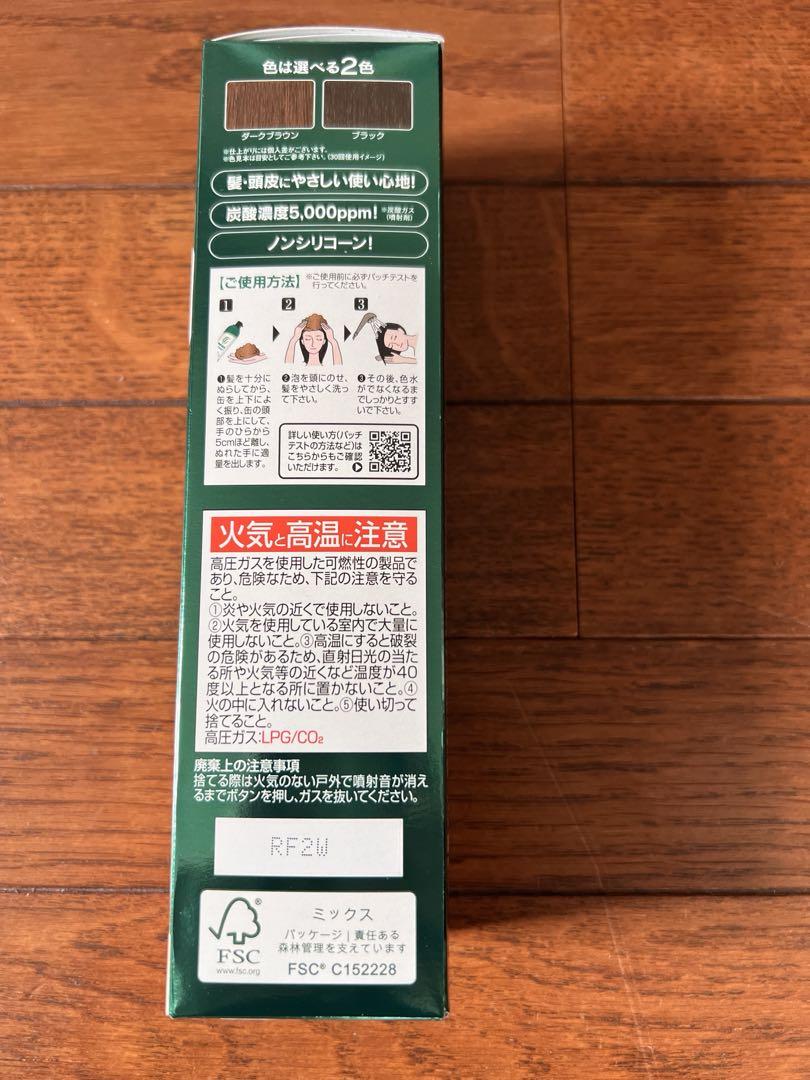 色は選べる2色
ダークブラウン ブラック
※仕上がりには個人差がございます。
※色見本は目安としてご参考下さい。(30回使用イメージ)
髪・頭皮にやさしい使い心地!
炭酸濃度5,000ppm! ※炭酸ガス(噴射剤)
ノンシリコーン!
【ご使用方法】 ※ご使用前に必ずパッチテストを行ってください。
1 2 3
❶髪を十分に
ぬらしてから、
缶を上下によ
く振り、缶の頭
部を上にして、
手のひらから
5cmほど離し、
ぬれた手に適
量を出します。
❷泡を頭にのせ、
髪をやさしく洗っ
て下さい。
❸その後、色水
がでなくなるま
でしっかりとすす
いで下さい。
詳しい使い方(パッチ
テストの方法など)は
こちらからもご確認
いただけます。
火気と高温に注意
高圧ガスを使用した可燃性の製品で
あり、危険なため、下記の注意を守る
こと。
①炎や火気の近くで使用しないこと。
②火気を使用している室内で大量に
使用しないこと。③高温にすると破裂
の危険があるため、直射日光の当た
る所や火気等の近くなど温度が40
度以上となる所に置かないこと。④
火の中に入れないこと。⑤使い切って
捨てること。
高圧ガス:LPG/CO₂
廃棄上の注意事項
捨てる際は火気のない戸外で噴射音が消え
るまでボタンを押し、ガスを抜いてください。
RF2W
FSC
www.fsc.org
ミックス
パッケージ|責任ある
森林管理を支えています
FSC® C152228